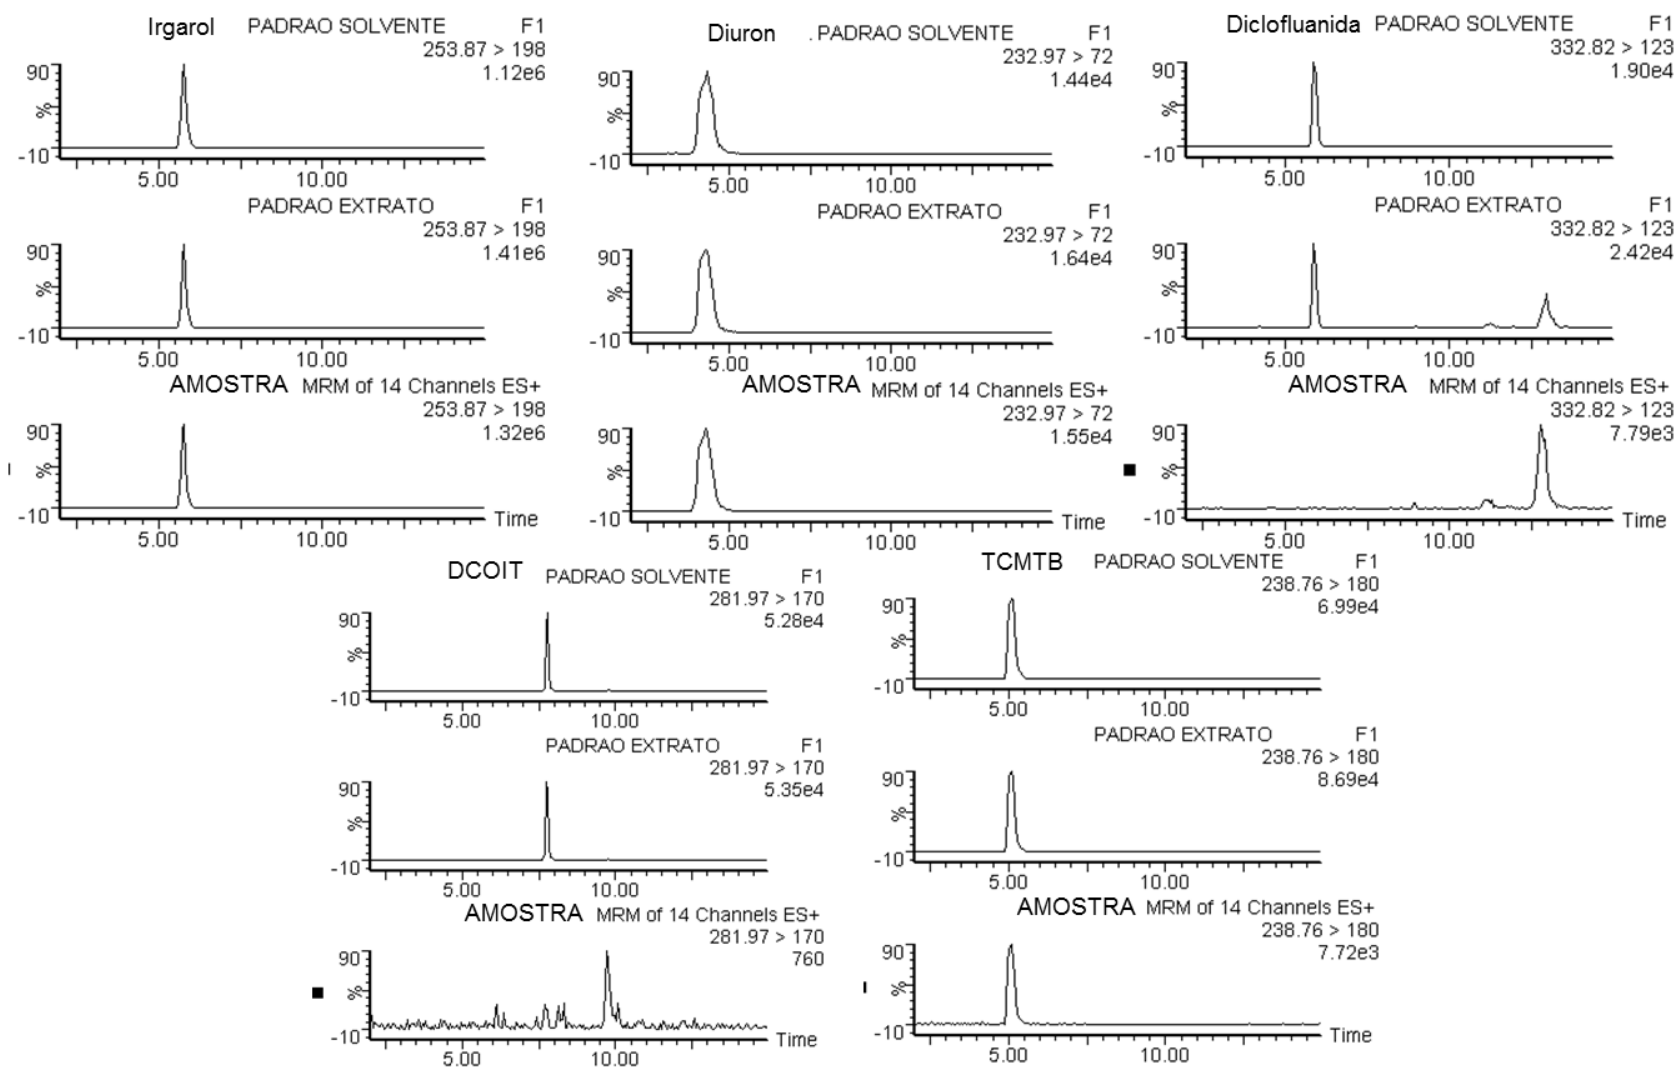 Irgarol PADRAO SOLVENTE F1
253.87 > 198
1.12e6
90
%
-10
5.00 10.00
PADRAO EXTRATO F1
253.87 > 198
1.41e6
90
%
-10
5.00 10.00
AMOSTRA MRM of 14 Channels ES+
253.87 > 198
1.32e6
90
%
-10
Time
5.00 10.00
Diuron . PADRAO SOLVENTE F1
232.97 > 72
1.44e4
90
%
-10
5.00 10.00
PADRAO EXTRATO F1
232.97 > 72
1.64e4
90
%
-10
5.00 10.00
AMOSTRA MRM of 14 Channels ES+
232.97 > 72
1.55e4
90
%
-10
Time
5.00 10.00
Diclofluanida PADRAO SOLVENTE F1
332.82 > 123
1.90e4
90
%
-10
5.00 10.00
PADRAO EXTRATO F1
332.82 > 123
2.42e4
90
%
-10
5.00 10.00
AMOSTRA MRM of 14 Channels ES+
332.82 > 123
7.79e3
90
%
-10
Time
5.00 10.00
DCOIT PADRAO SOLVENTE F1
281.97 > 170
5.28e4
90
%
-10
5.00 10.00
PADRAO EXTRATO F1
281.97 > 170
5.35e4
90
%
-10
5.00 10.00
AMOSTRA MRM of 14 Channels ES+
281.97 > 170
760
90
%
-10
Time
5.00 10.00
TCMTB PADRAO SOLVENTE F1
238.76 > 180
6.99e4
90
%
-10
5.00 10.00
PADRAO EXTRATO F1
238.76 > 180
8.69e4
90
%
-10
5.00 10.00
AMOSTRA MRM of 14 Channels ES+
238.76 > 180
7.72e3
90
%
-10
Time
5.00 10.00